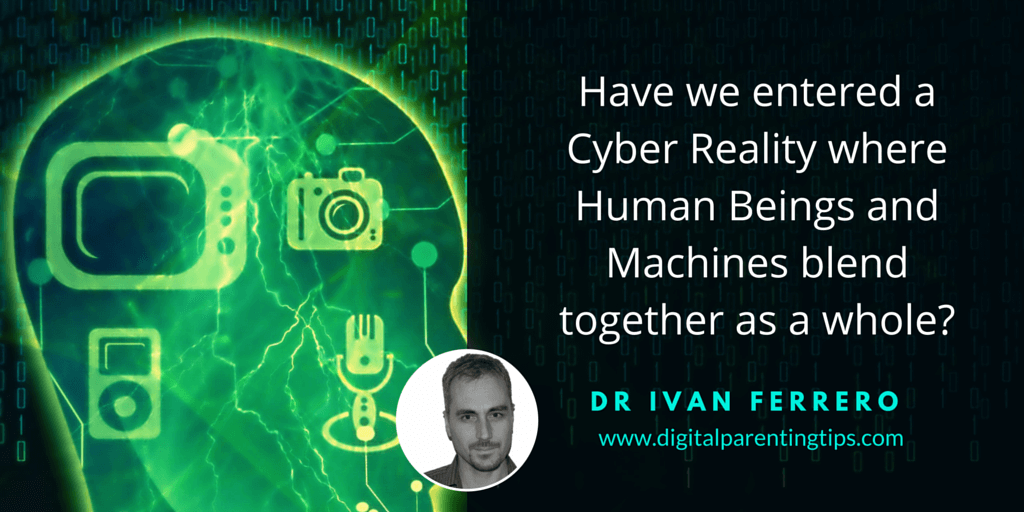 Have we entered a
Cyber Reality where
Human Beings and
Machines blend
together as a whole?
DR IVAN FERRERO
www.digitalparentingtips.com